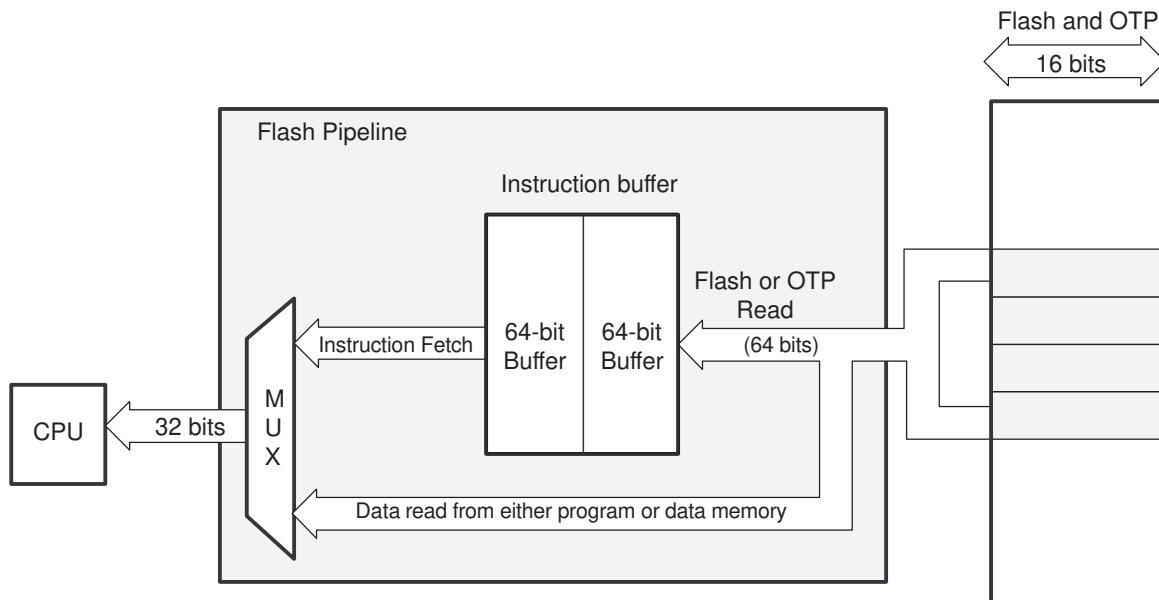 Flash and OTP
16 bits
Flash Pipeline
Instruction buffer
Flash or OTP
Read
(64 bits)
64-bit
Buffer
64-bit
Buffer
Instruction Fetch
M
U
X
CPU
32 bits
Data read from either program or data memory